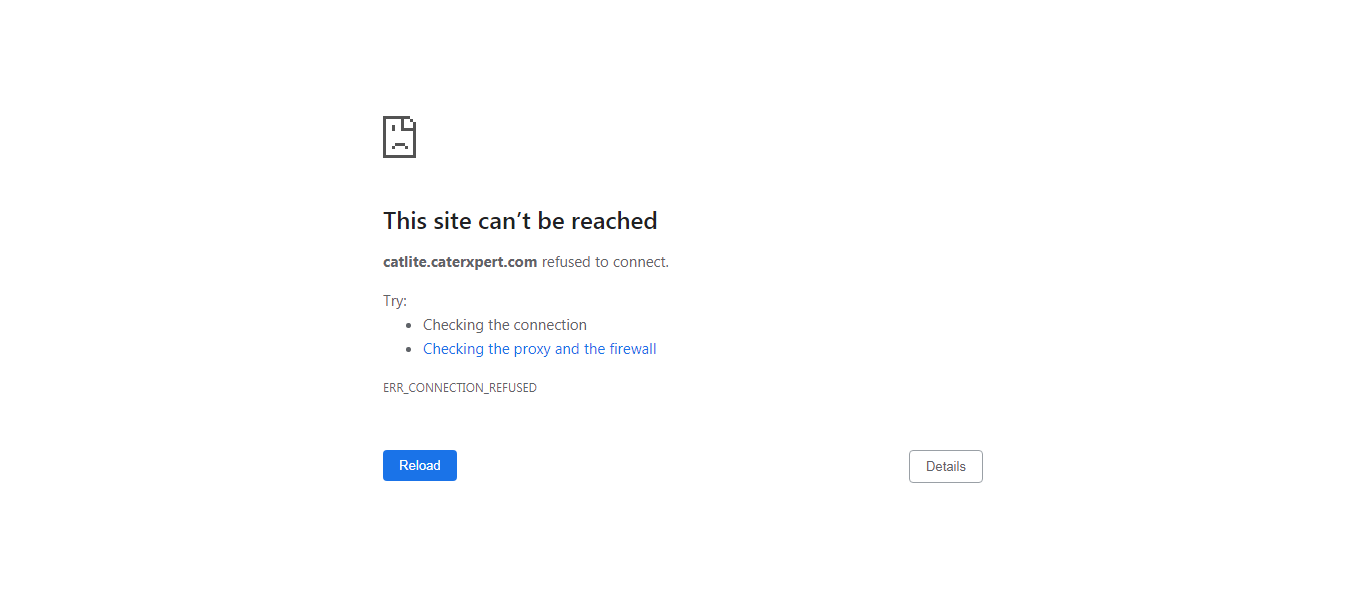 This site can’t be reached
catlite.caterxpert.com refused to connect.
Try:
Checking the connection
Checking the proxy and the firewall
ERR_CONNECTION_REFUSED
Reload
Details